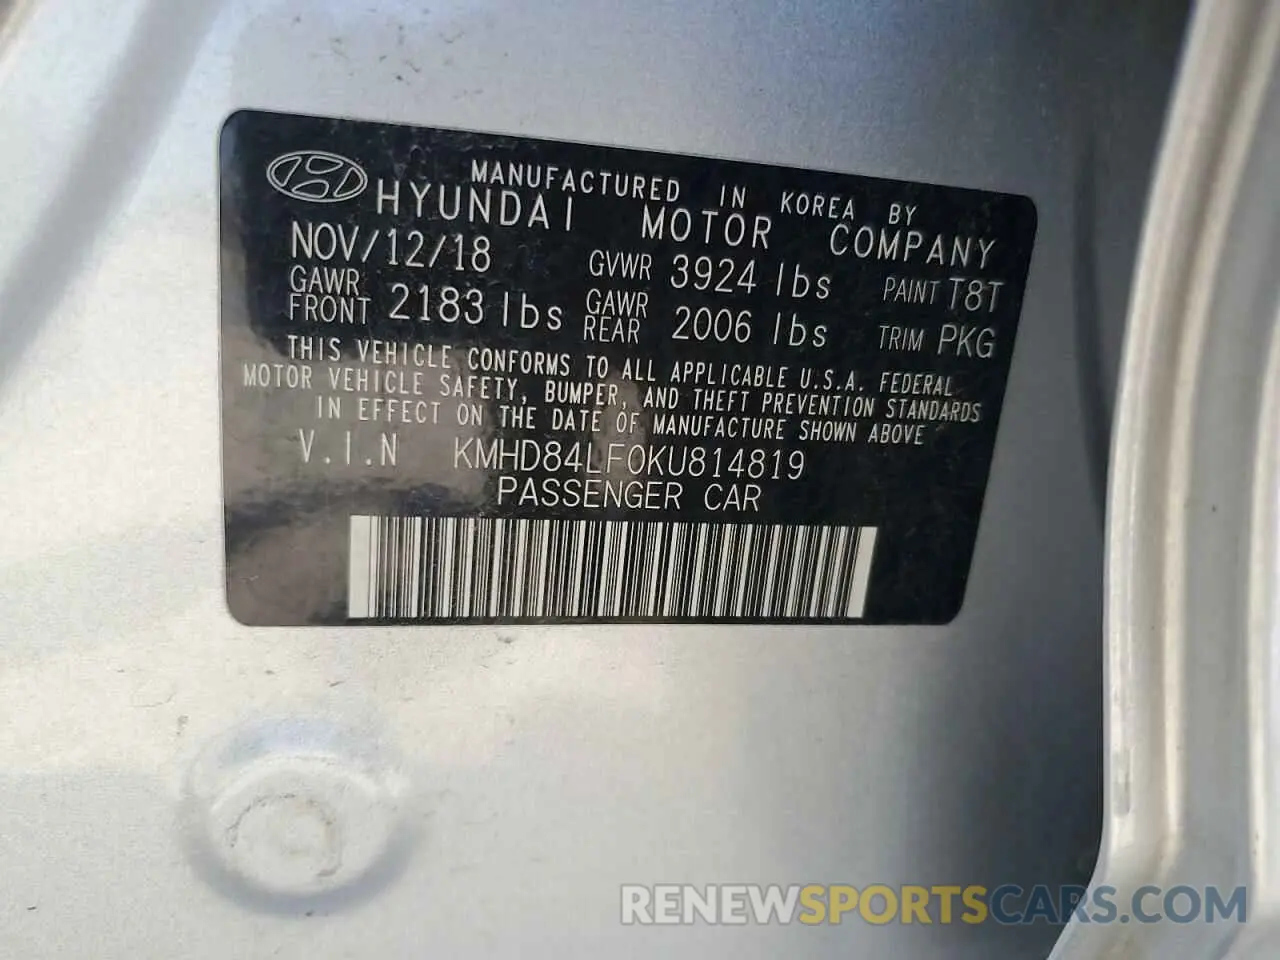 MANUFACTURED IN KOREA BY
HYUNDAI MOTOR COMPANY
NOV/12/18 GVWR 3924 lbs PAINT T8T
GAWR FRONT 2183 lbs GAWR REAR 2006 lbs TRIM PKG
THIS VEHICLE CONFORMS TO ALL APPLICABLE U.S.A. FEDERAL
MOTOR VEHICLE SAFETY, BUMPER, AND THEFT PREVENTION STANDARDS
IN EFFECT ON THE DATE OF MANUFACTURE SHOWN ABOVE
V.I.N KMHD84LF0KU814819
PASSENGER CAR
RENEWSPORTSCARS.COM